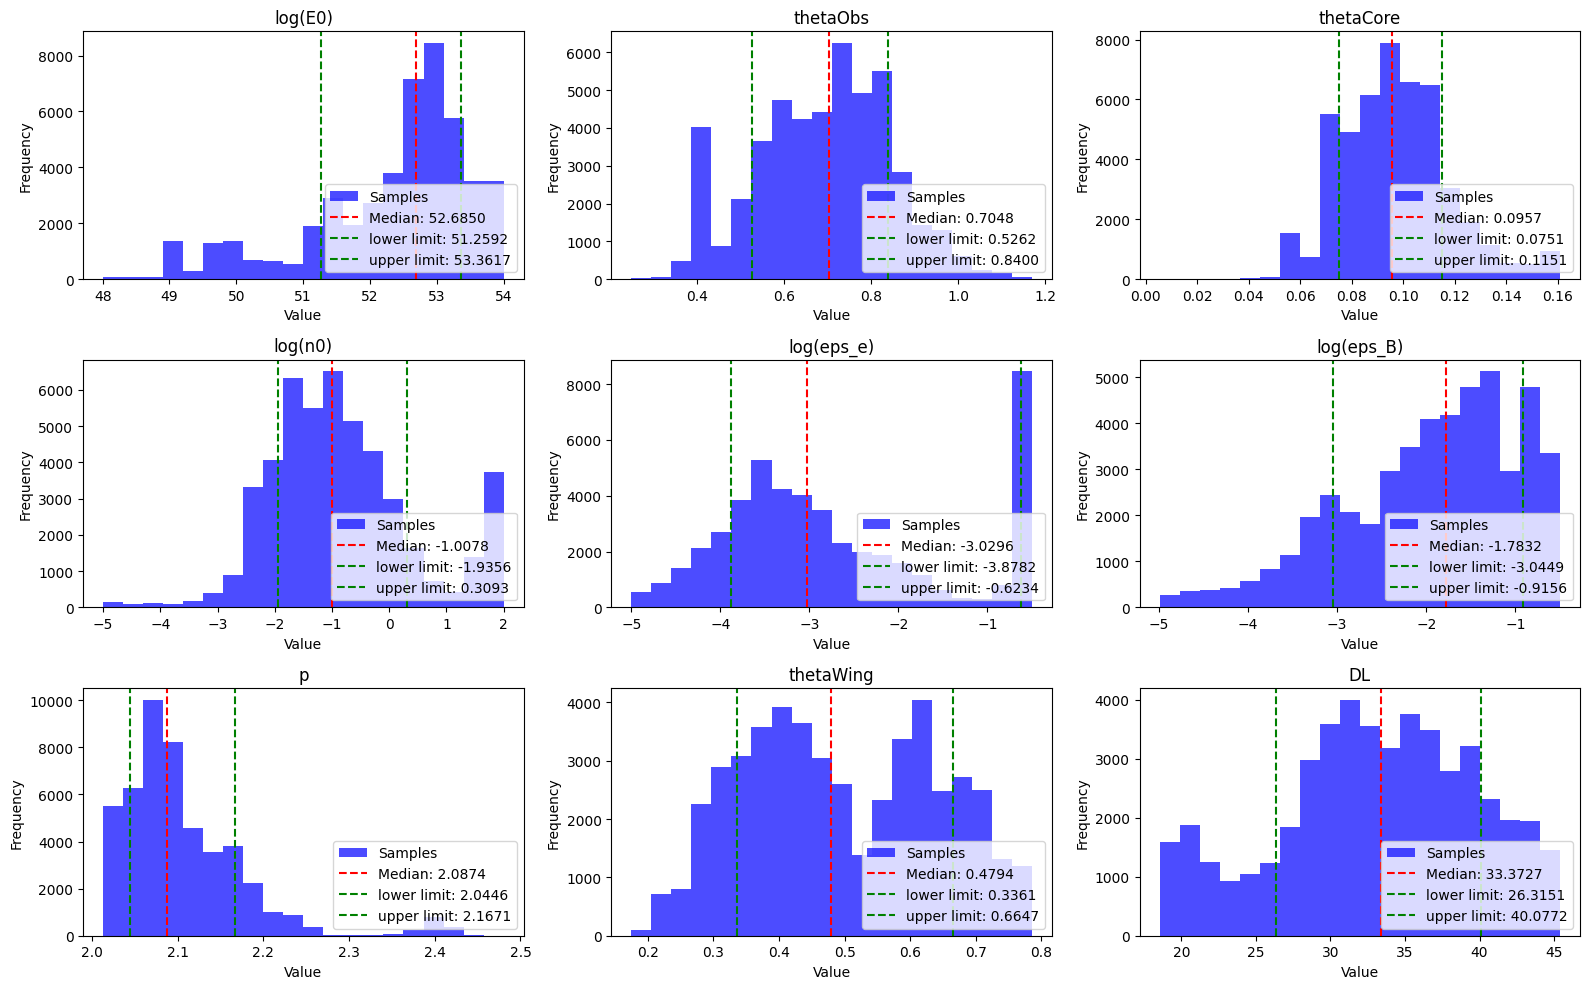 log(E0)
Frequency
8000
6000
4000
2000
0
48 49 50 51 52 53 54
Value
Samples
Median: 52.6850
lower limit: 51.2592
upper limit: 53.3617
thetaObs
Frequency
6000
5000
4000
3000
2000
1000
0
0.4 0.6 0.8 1.0 1.2
Value
Samples
Median: 0.7048
lower limit: 0.5262
upper limit: 0.8400
thetaCore
Frequency
8000
6000
4000
2000
0
0.00 0.02 0.04 0.06 0.08 0.10 0.12 0.14 0.16
Value
Samples
Median: 0.0957
lower limit: 0.0751
upper limit: 0.1151
log(n0)
Frequency
6000
5000
4000
3000
2000
1000
0
−5 −4 −3 −2 −1 0 1 2
Value
Samples
Median: -1.0078
lower limit: -1.9356
upper limit: 0.3093
log(eps_e)
Frequency
8000
6000
4000
2000
0
−5 −4 −3 −2 −1
Value
Samples
Median: -3.0296
lower limit: -3.8782
upper limit: -0.6234
log(eps_B)
Frequency
5000
4000
3000
2000
1000
0
−5 −4 −3 −2 −1
Value
Samples
Median: -1.7832
lower limit: -3.0449
upper limit: -0.9156
p
Frequency
10000
8000
6000
4000
2000
0
2.0 2.1 2.2 2.3 2.4 2.5
Value
Samples
Median: 2.0874
lower limit: 2.0446
upper limit: 2.1671
thetaWing
Frequency
4000
3000
2000
1000
0
0.2 0.3 0.4 0.5 0.6 0.7 0.8
Value
Samples
Median: 0.4794
lower limit: 0.3361
upper limit: 0.6647
DL
Frequency
4000
3000
2000
1000
0
20 25 30 35 40 45
Value
Samples
Median: 33.3727
lower limit: 26.3151
upper limit: 40.0772